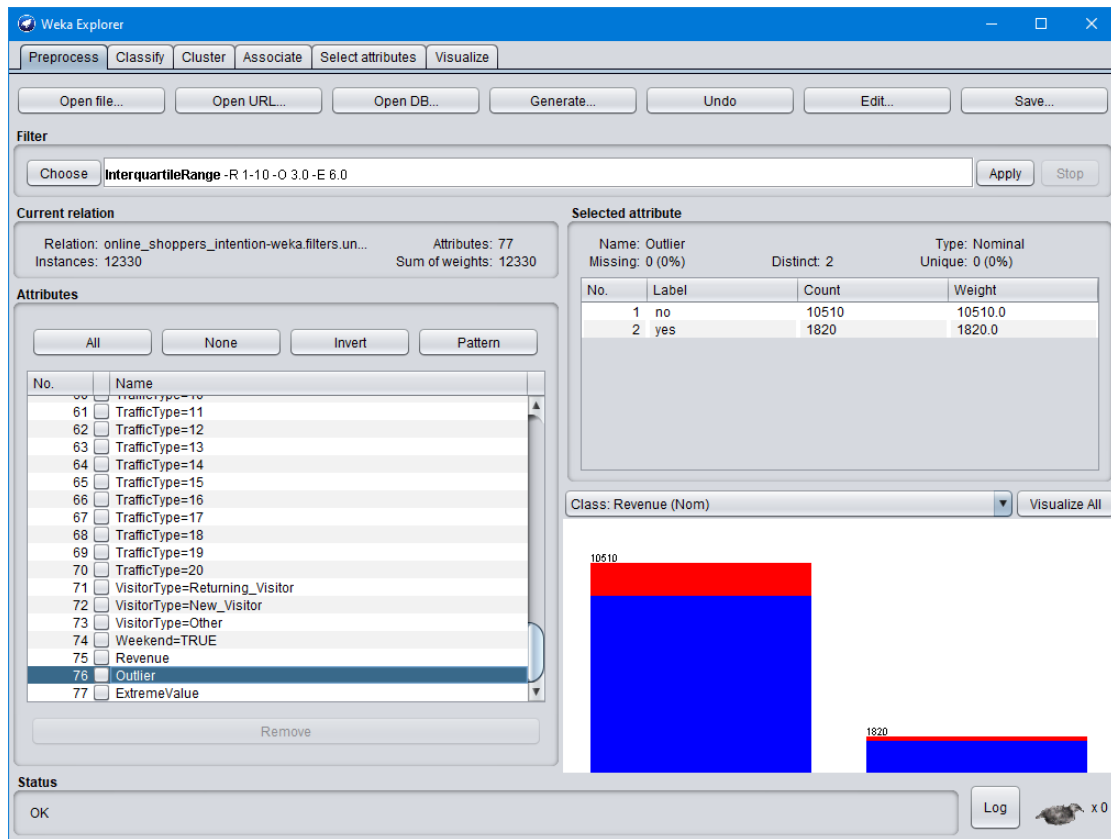 Weka Explorer
Preprocess Classify Cluster Associate Select attributes Visualize
Open file... Open URL... Open DB... Generate... Undo Edit... Save...
Filter
Choose InterquartileRange -R 1-10 -O 3.0 -E 6.0 Apply Stop
Current relation
Relation: online_shoppers_intention-weka.filters.un... Attributes: 77
Instances: 12330 Sum of weights: 12330
Attributes
All None Invert Pattern
No. Name
60 TrafficType=10
61 TrafficType=11
62 TrafficType=12
63 TrafficType=13
64 TrafficType=14
65 TrafficType=15
66 TrafficType=16
67 TrafficType=17
68 TrafficType=18
69 TrafficType=19
70 TrafficType=20
71 VisitorType=Returning_Visitor
72 VisitorType=New_Visitor
73 VisitorType=Other
74 Weekend=TRUE
75 Revenue
76 Outlier
77 ExtremeValue
Remove
Selected attribute
Name: Outlier Type: Nominal
Missing: 0 (0%) Distinct: 2 Unique: 0 (0%)
No. Label Count Weight
1 no 10510 10510.0
2 yes 1820 1820.0
Class: Revenue (Nom) Visualize All
10510
1820
Status
OK
Log x 0